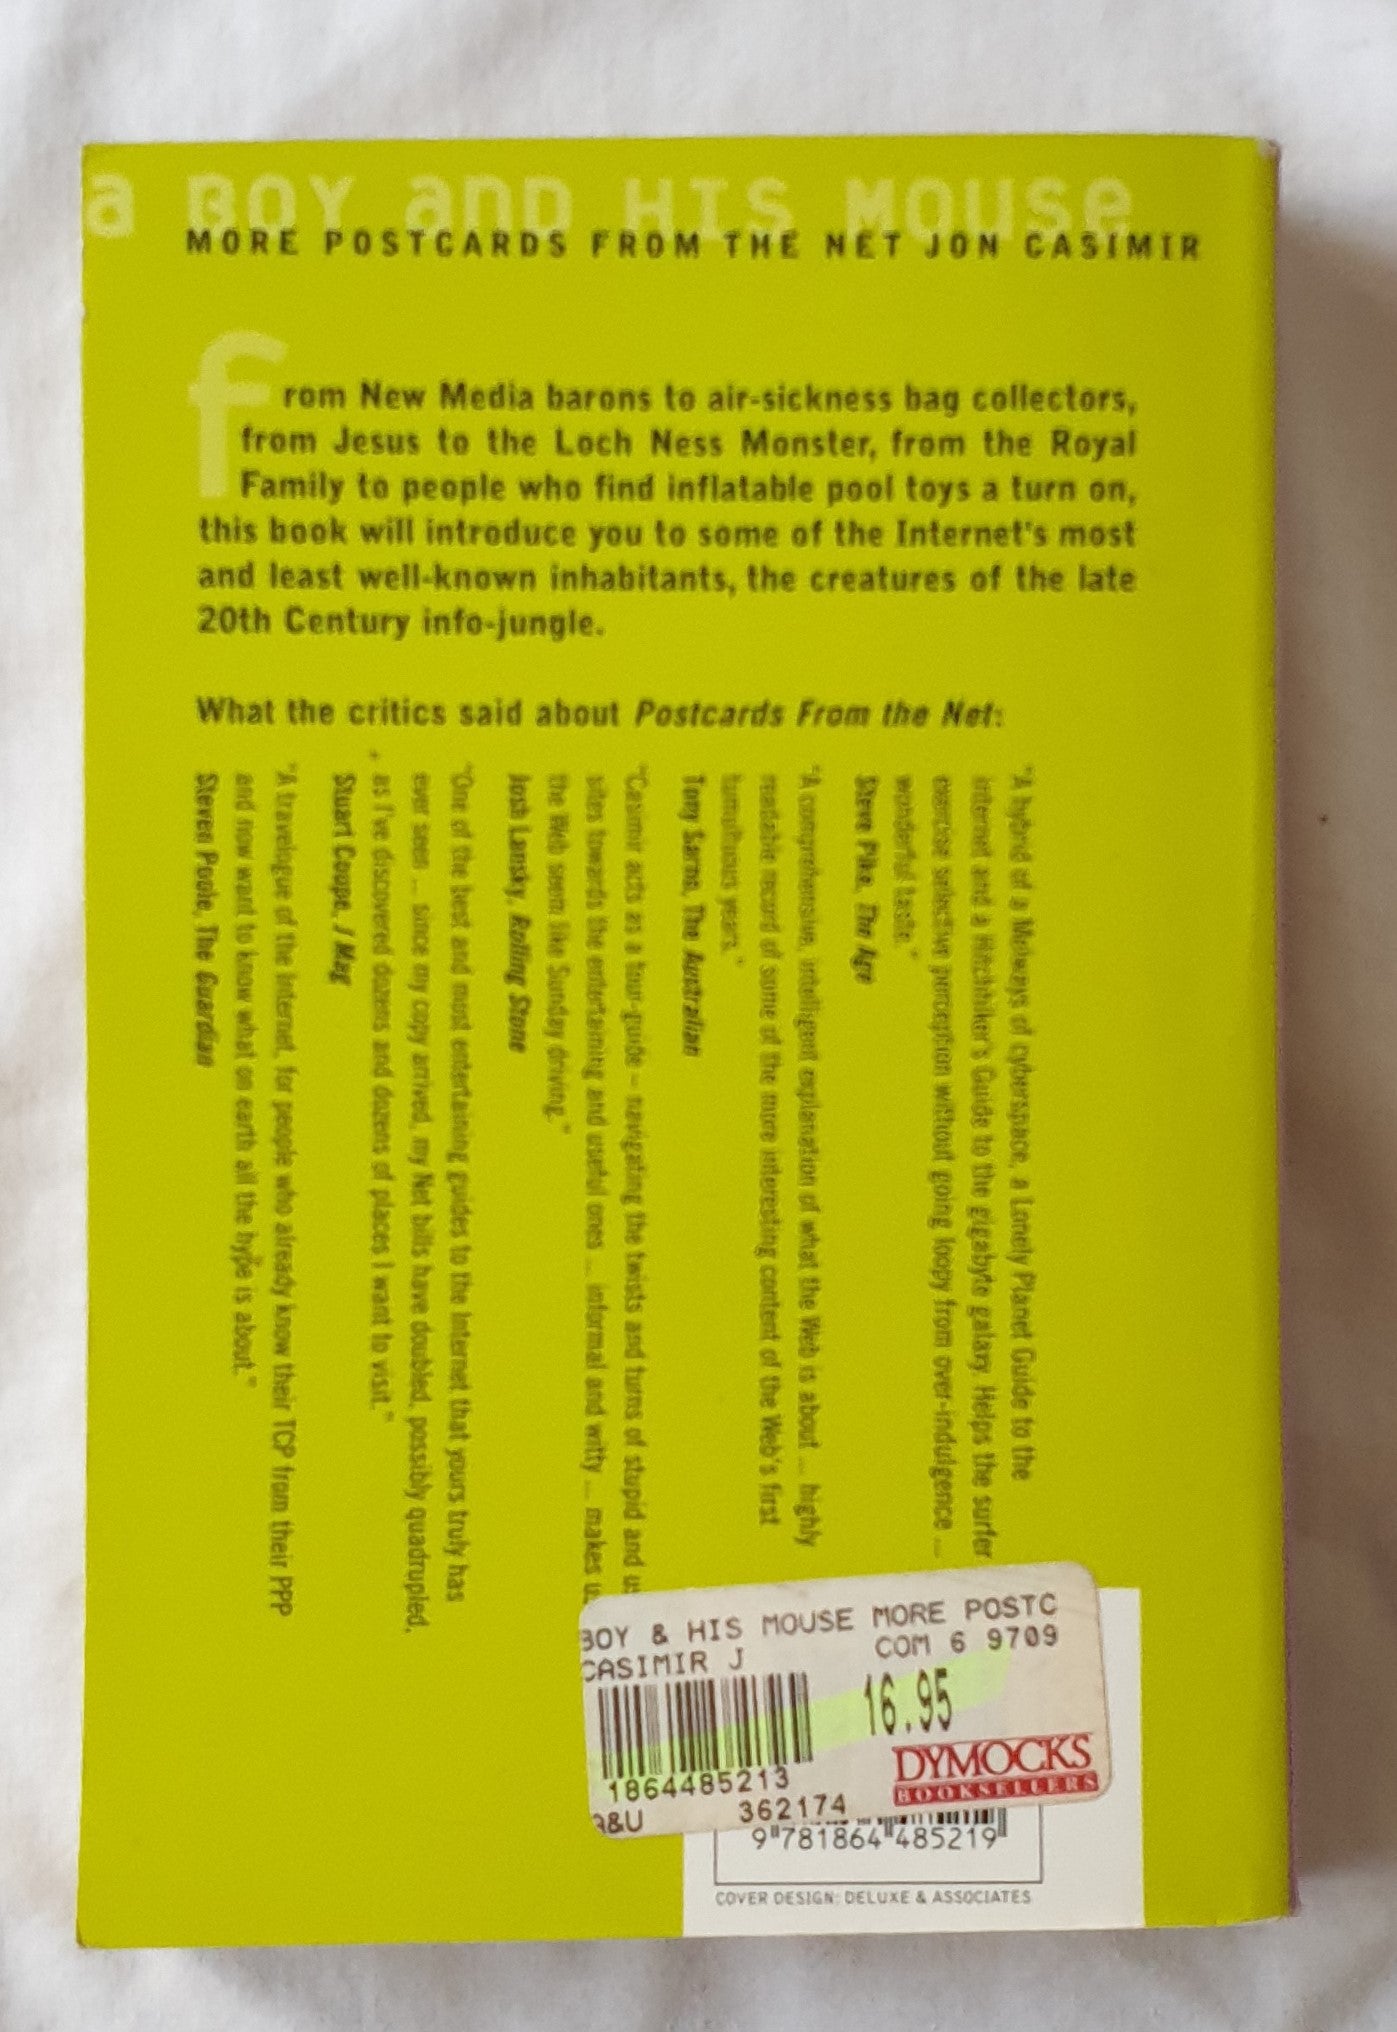 a BOY and HIS MOUSE
MORE POSTCARDS FROM THE NET JON CASIMIR
From New Media barons to air-sickness bag collectors,
from Jesus to the Loch Ness Monster, from the Royal
Family to people who find inflatable pool toys a turn on,
this book will introduce you to some of the Internet's most
and least well-known inhabitants, the creatures of the late
20th Century info-jungle.
What the critics said about Postcards From the Net:
"A hybrid of a Melways of cyberspace, a Lonely Planet Guide to the
internet and a Hitchhiker's Guide to the gigabyte galaxy. Helps the surfer
exercise selective perception without going loopy from over-indulgence ...
wonderful taste."
Steve Pike, The Age
"A comprehensive, intelligent explanation of what the Web is about ... highly
readable record of some of the more interesting content of the Web's first
tumultuous years."
Tony Sarno, The Australian
"Casimir acts as a tour-guide – navigating the twists and turns of stupid and us
sites towards the entertaining and useful ones ... informal and witty ... makes us
the Web seem like Sunday driving."
Josh Lansky, Rolling Stone
"One of the best and most entertaining guides to the Internet that yours truly has
ever seen ... since my copy arrived, my Net bills have doubled, possibly quadrupled,
as I've discovered dozens and dozens of places I want to visit."
Stuart Coupe, I Mag
"A travelogue of the Internet, for people who already know their TCP from their PPP
and now want to know what on earth all the hype is about."
Steven Poole, The Guardian
BOY & HIS MOUSE MORE POSTC
CASIMIR J COM 6 9709
16.95
1864485213
DYMOCKS
BOOKSELLERS
A&U 362174
9 781864 485219
COVER DESIGN: DELUXE & ASSOCIATES